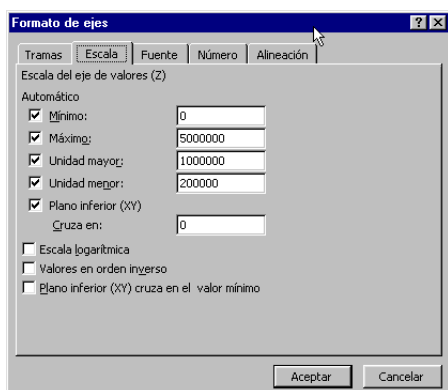 Formato de ejes
Tramas Escala Fuente Número Alineación
Escala del eje de valores (Z)
Automático
Mínimo: 0
Máximo: 5000000
Unidad mayor: 1000000
Unidad menor: 200000
Plano inferior (XY)
Cruza en: 0
Escala logarítmica
Valores en orden inverso
Plano inferior (XY) cruza en el valor mínimo
Aceptar Cancelar